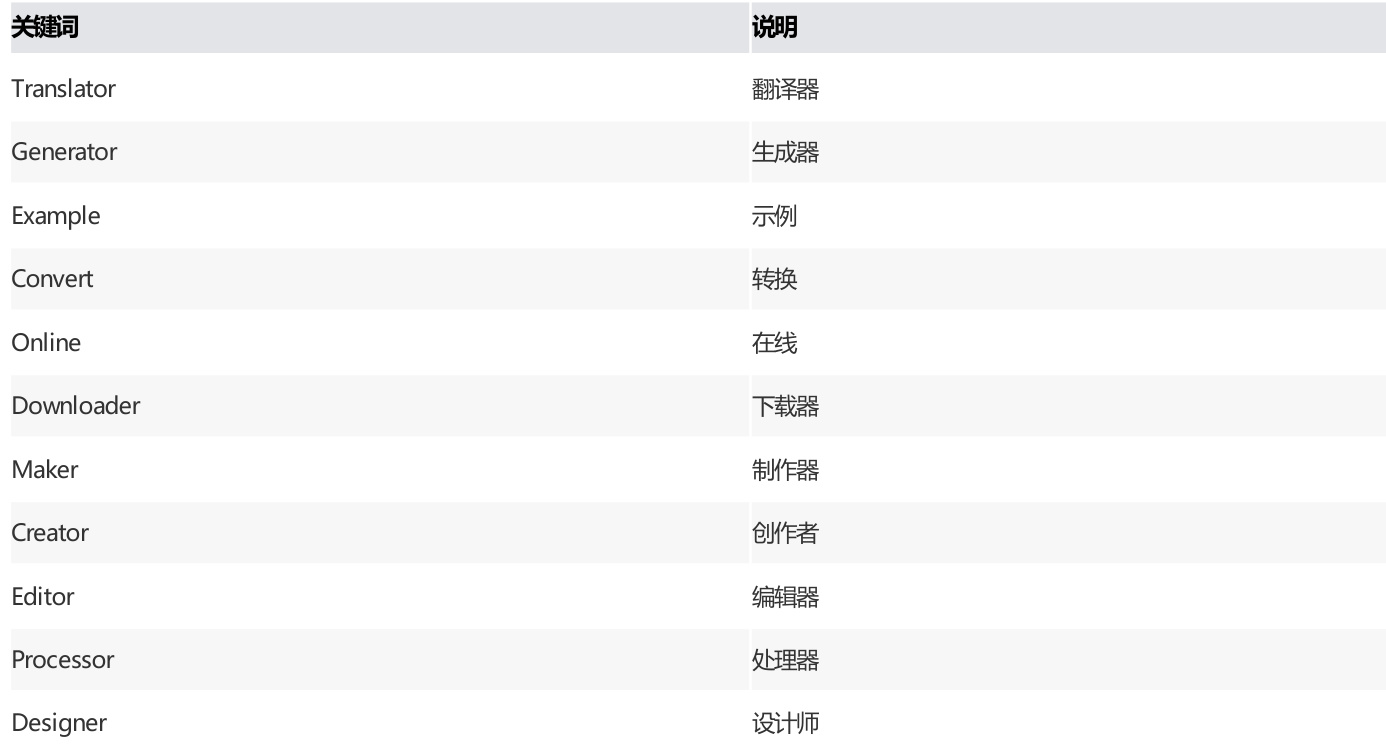 关键词 说明
Translator 翻译器
Generator 生成器
Example 示例
Convert 转换
Online 在线
Downloader 下载器
Maker 制作器
Creator 创作者
Editor 编辑器
Processor 处理器
Designer 设计师